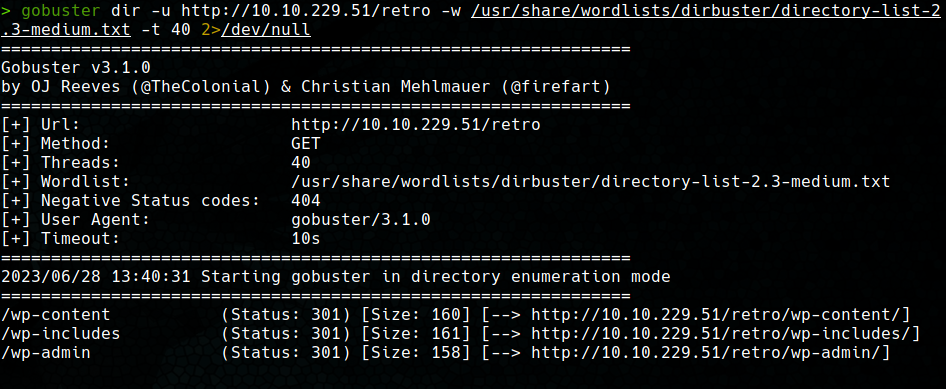 > gobuster dir -u http://10.10.229.51/retro -w /usr/share/wordlists/dirbuster/directory-list-2
.3-medium.txt -t 40 2>/dev/null
===============================================================
Gobuster v3.1.0
by OJ Reeves (@TheColonial) & Christian Mehlmauer (@firefart)
===============================================================
[+] Url:                     http://10.10.229.51/retro
[+] Method:                  GET
[+] Threads:                 40
[+] Wordlist:                /usr/share/wordlists/dirbuster/directory-list-2.3-medium.txt
[+] Negative Status codes:   404
[+] User Agent:              gobuster/3.1.0
[+] Timeout:                 10s
===============================================================
2023/06/28 13:40:31 Starting gobuster in directory enumeration mode
===============================================================
/wp-content           (Status: 301) [Size: 160] [--> http://10.10.229.51/retro/wp-content/]
/wp-includes          (Status: 301) [Size: 161] [--> http://10.10.229.51/retro/wp-includes/]
/wp-admin             (Status: 301) [Size: 158] [--> http://10.10.229.51/retro/wp-admin/]